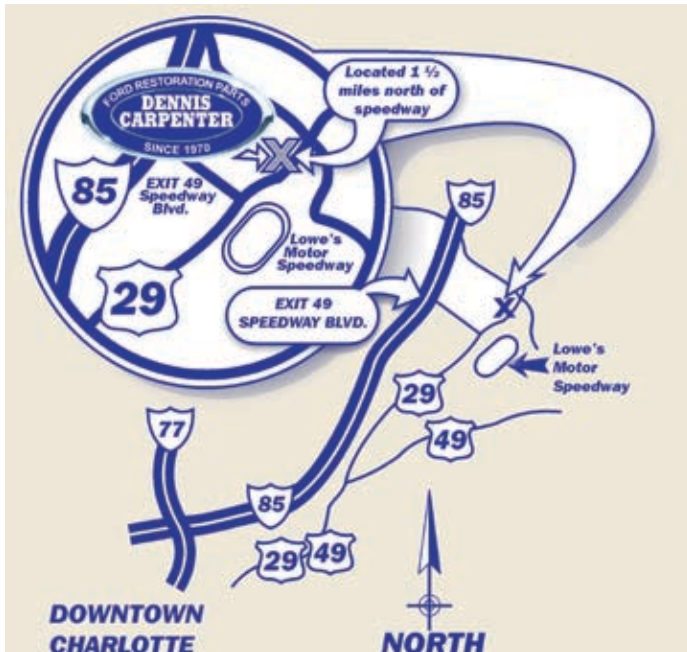 FORD RESTORATION PARTS
DENNIS
CARPENTER
SINCE 1970
Located 1 ½
miles north of
speedway
X
85
EXIT 49
Speedway
Blvd.
29
Lowe's
Motor
Speedway
85
EXIT 49
SPEEDWAY BLVD.
X
Lowe's
Motor
Speedway
29
49
77
85
29
49
DOWNTOWN
CHARLOTTE
NORTH